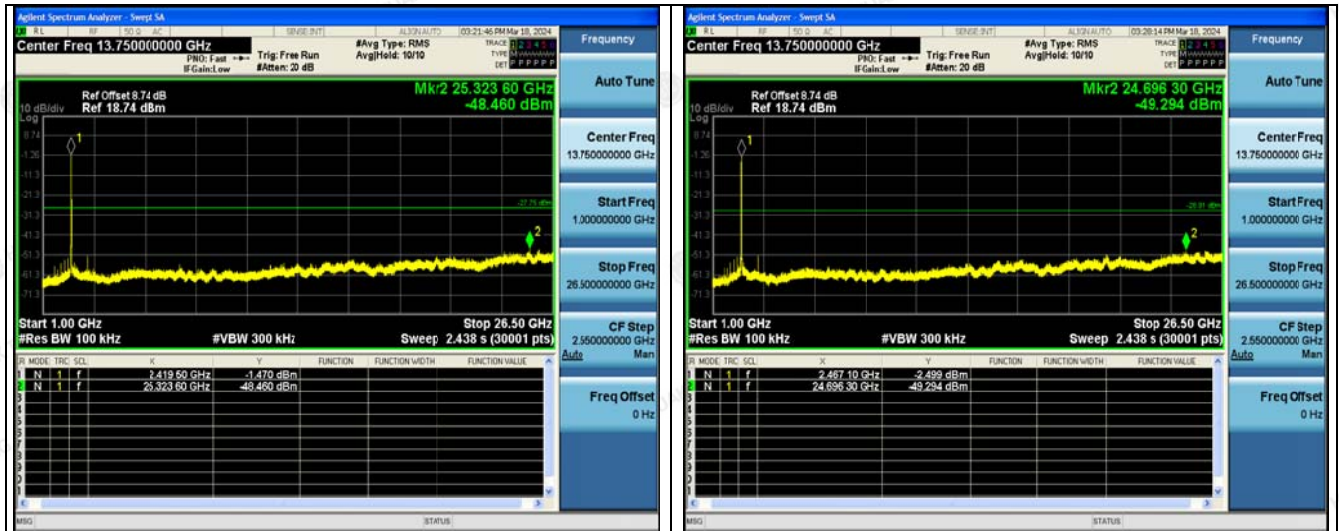 Agilent Spectrum Analyzer - Swept SA
RL RF 50 Ω AC SENSE:INT ALIGN AUTO 03:21:46 PM Mar 18, 2024
Center Freq 13.750000000 GHz
PNO: Fast
IFGain:Low
Trig: Free Run
#Atten: 20 dB
#Avg Type: RMS
Avg|Hold: 10/10
TRACE 1 2 3 4 5 6
TYPE
DET P P P P P P
Frequency
Ref Offset 8.74 dB
10 dB/div Ref 18.74 dBm
Log
Mkr2 25.323 60 GHz
-48.460 dBm
8.74
-1.26
-11.3
-21.3
-31.3
-41.3
-51.3
-61.3
-71.3
1
-27.75 dBm
2
Start 1.00 GHz
Stop 26.50 GHz
#Res BW 100 kHz
#VBW 300 kHz
Sweep 2.438 s (30001 pts)
MODE TRC SCL X Y FUNCTION FUNCTION WIDTH FUNCTION VALUE
N 1 f 2.419 50 GHz -1.470 dBm
N 1 f 25.323 60 GHz -48.460 dBm
Auto Tune
Center Freq
13.750000000 GHz
Start Freq
1.000000000 GHz
Stop Freq
26.500000000 GHz
CF Step
2.550000000 GHz
Auto Man
Freq Offset
0 Hz
MSG
STATUS
Agilent Spectrum Analyzer - Swept SA
RL RF 50 Ω AC SENSE:INT ALIGN AUTO 03:28:14 PM Mar 18, 2024
Center Freq 13.750000000 GHz
PNO: Fast
IFGain:Low
Trig: Free Run
#Atten: 20 dB
#Avg Type: RMS
Avg|Hold: 10/10
TRACE 1 2 3 4 5 6
TYPE
DET P P P P P P
Frequency
Ref Offset 8.74 dB
10 dB/div Ref 18.74 dBm
Log
Mkr2 24.696 30 GHz
-49.294 dBm
8.74
-1.26
-11.3
-21.3
-31.3
-41.3
-51.3
-61.3
-71.3
1
2
Start 1.00 GHz
Stop 26.50 GHz
#Res BW 100 kHz
#VBW 300 kHz
Sweep 2.438 s (30001 pts)
MODE TRC SCL X Y FUNCTION FUNCTION WIDTH FUNCTION VALUE
N 1 f 2.467 10 GHz -2.499 dBm
N 1 f 24.696 30 GHz -49.294 dBm
Auto Tune
Center Freq
13.750000000 GHz
Start Freq
1.000000000 GHz
Stop Freq
26.500000000 GHz
CF Step
2.550000000 GHz
Auto Man
Freq Offset
0 Hz
MSG
STATUS